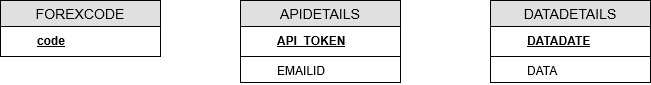 FOREXCODE
code
APIDETAILS
API_TOKEN
EMAILID
DATADETAILS
DATADATE
DATA